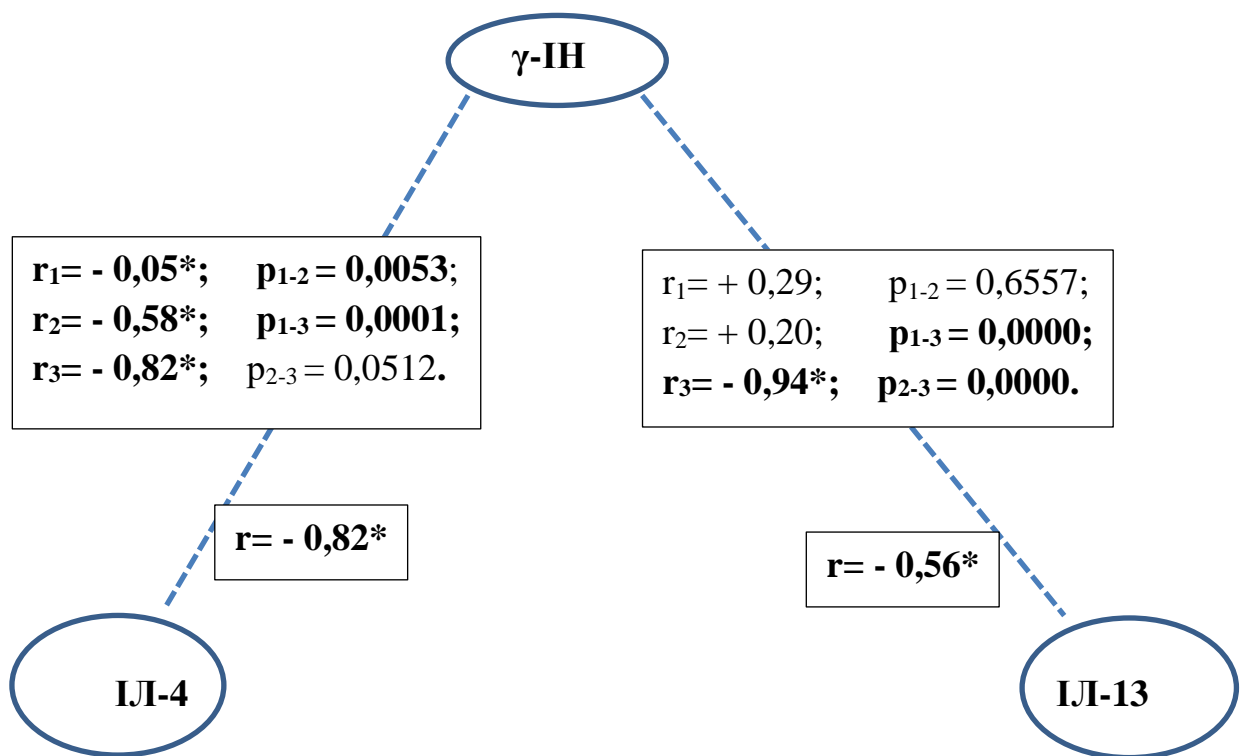 γ-ІН
r1= - 0,05*; p1-2 = 0,0053;
r2= - 0,58*; p1-3 = 0,0001;
r3= - 0,82*; p2-3 = 0,0512.
r1= + 0,29; p1-2 = 0,6557;
r2= + 0,20; p1-3 = 0,0000;
r3= - 0,94*; p2-3 = 0,0000.
r= - 0,82*
r= - 0,56*
ІЛ-4
ІЛ-13